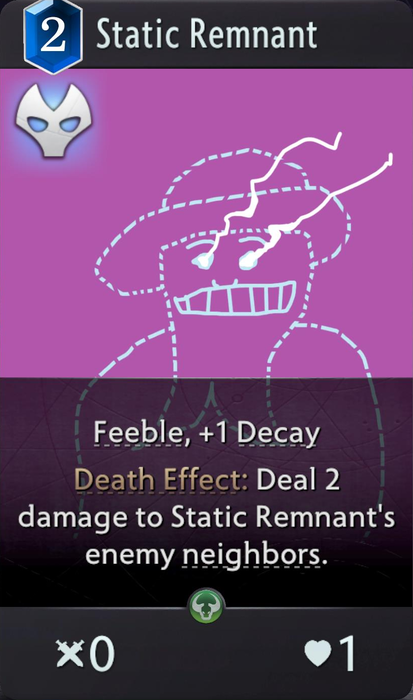 2
Static Remnant
Feeble, +1 Decay
Death Effect: Deal 2
damage to Static Remnant's
enemy neighbors.
0 1